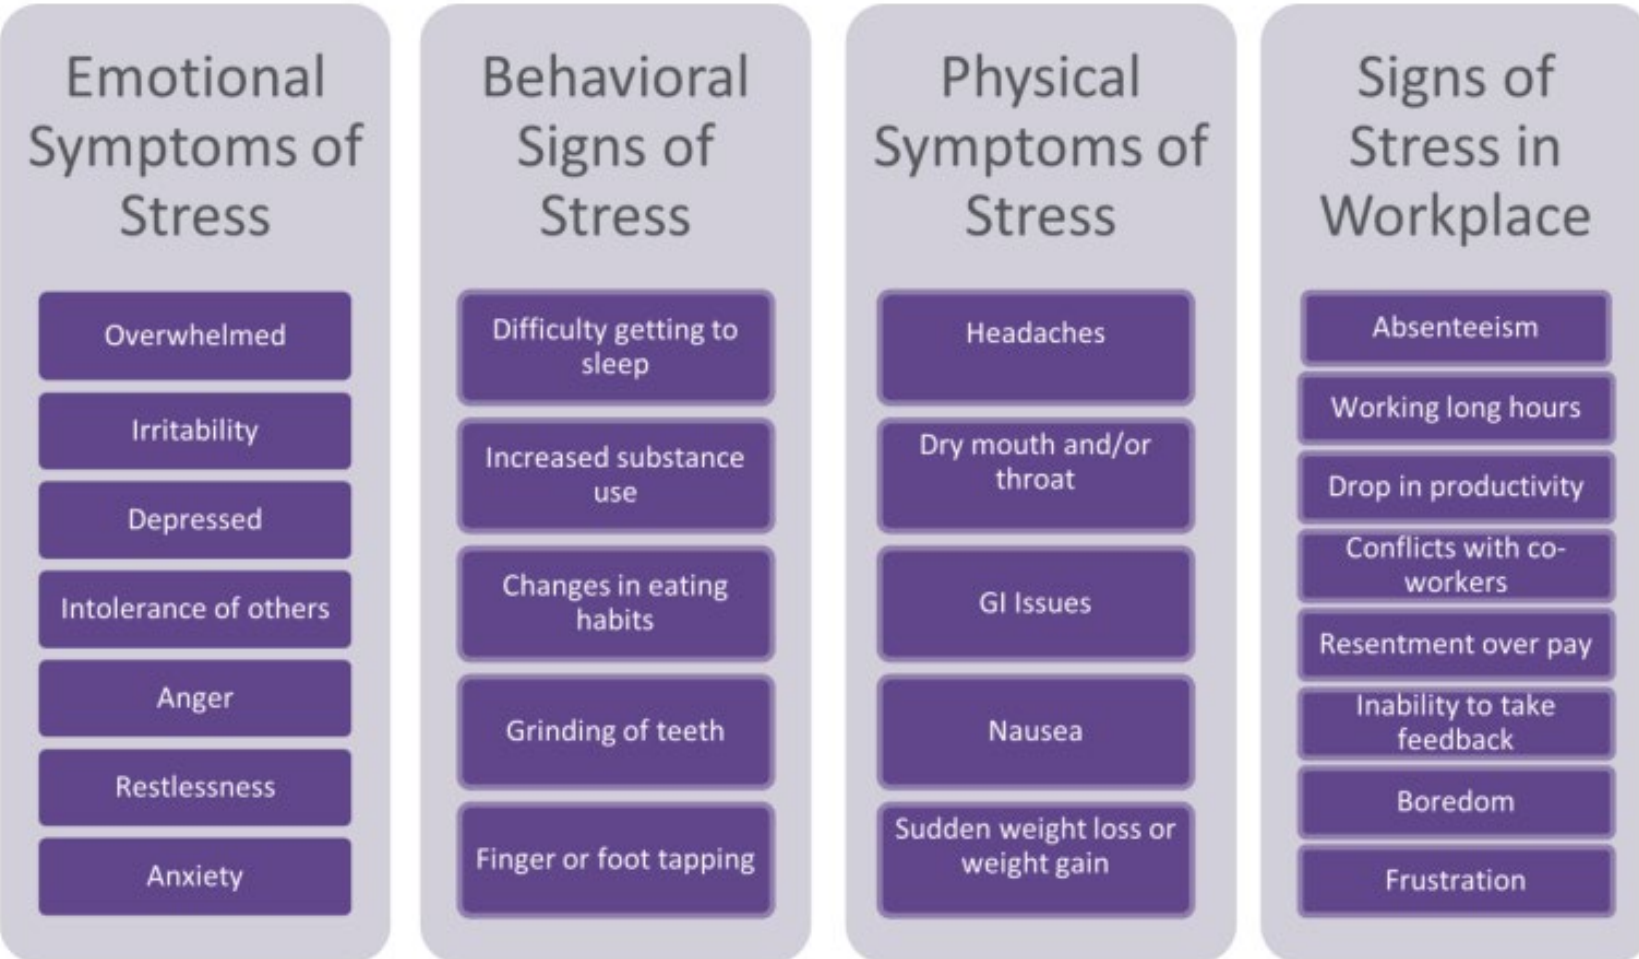 Emotional
Symptoms of
Stress
Overwhelmed
Irritability
Depressed
Intolerance of others
Anger
Restlessness
Anxiety
Behavioral
Signs of
Stress
Difficulty getting to
sleep
Increased substance
use
Changes in eating
habits
Grinding of teeth
Finger or foot tapping
Physical
Symptoms of
Stress
Headaches
Dry mouth and/or
throat
GI Issues
Nausea
Sudden weight loss or
weight gain
Signs of
Stress in
Workplace
Absenteeism
Working long hours
Drop in productivity
Conflicts with co-
workers
Resentment over pay
Inability to take
feedback
Boredom
Frustration